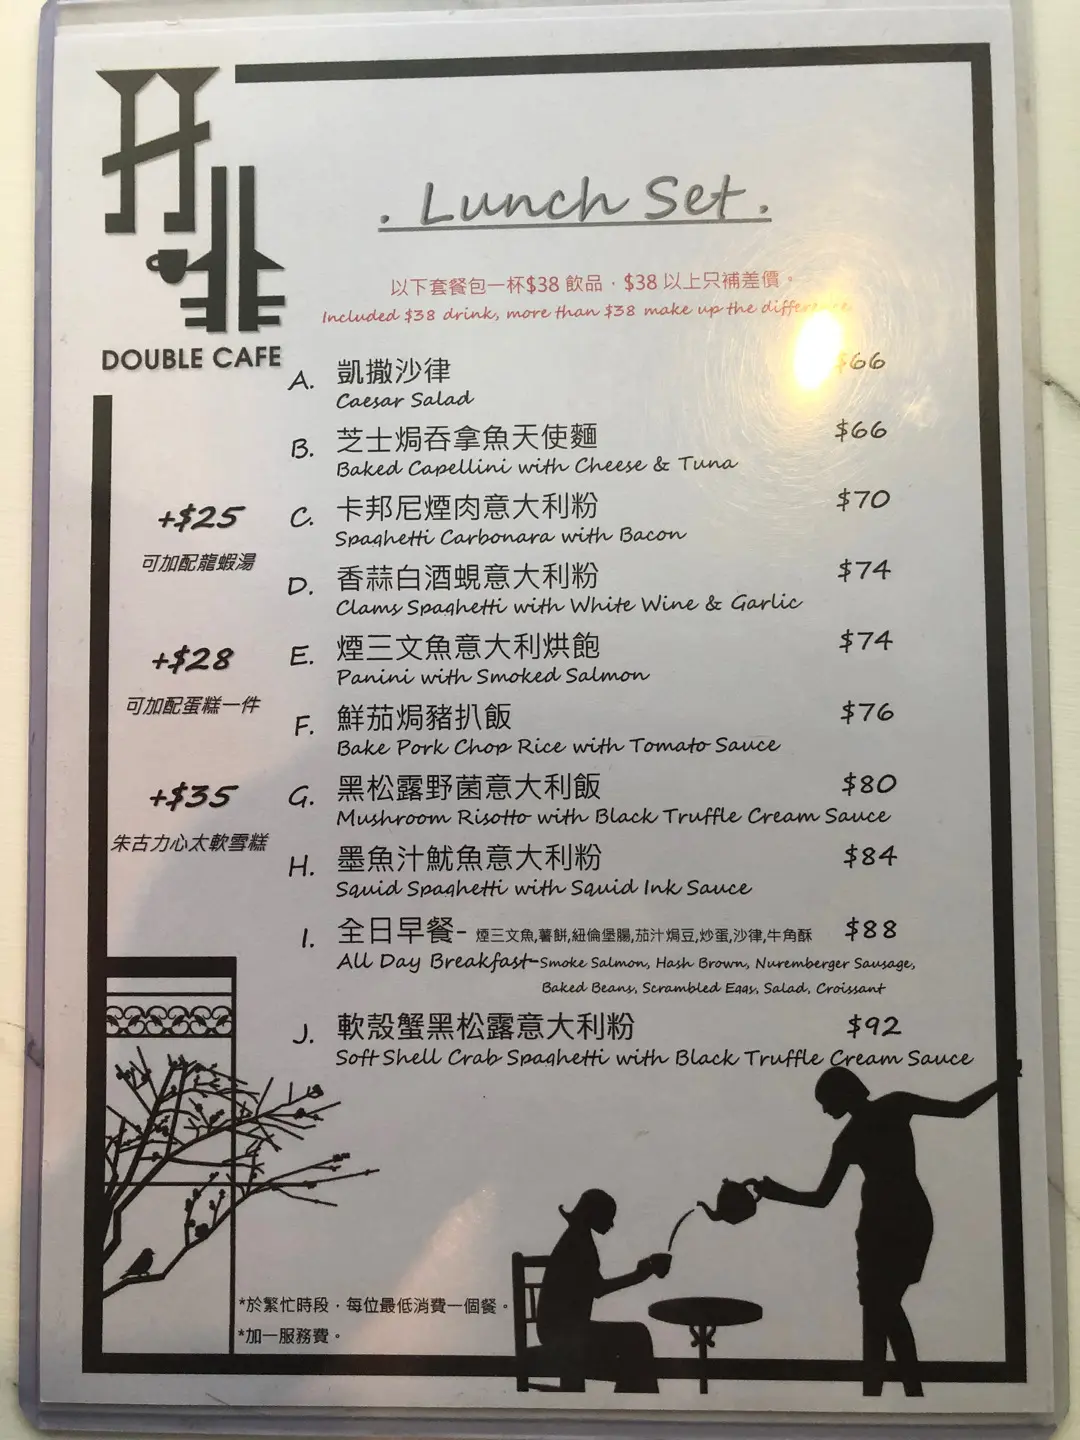 DOUBLE CAFE
. Lunch Set .
以下套餐包一杯$38 飲品，$38 以上只補差價。
Included $38 drink, more than $38 make up the difference.
A. 凱撒沙律 $66
Caesar Salad
B. 芝士焗吞拿魚天使麵 $66
Baked Capellini with Cheese & Tuna
C. 卡邦尼煙肉意大利粉 $70
Spaghetti Carbonara with Bacon
D. 香蒜白酒蜆意大利粉 $74
Clams Spaghetti with White Wine & Garlic
E. 煙三文魚意大利烘飽 $74
Panini with Smoked Salmon
F. 鮮茄焗豬扒飯 $76
Bake Pork Chop Rice with Tomato Sauce
G. 黑松露野菌意大利飯 $80
Mushroom Risotto with Black Truffle Cream Sauce
H. 墨魚汁魷魚意大利粉 $84
Squid Spaghetti with Squid Ink Sauce
I. 全日早餐- 煙三文魚,薯餅,紐倫堡腸,茄汁焗豆,炒蛋,沙律,牛角酥 $88
All Day Breakfast-Smoke Salmon, Hash Brown, Nuremberger Sausage,
Baked Beans, Scrambled Eggs, Salad, Croissant
J. 軟殼蟹黑松露意大利粉 $92
Soft Shell Crab Spaghetti with Black Truffle Cream Sauce
+$25
可加配龍蝦湯
+$28
可加配蛋糕一件
+$35
朱古力心太軟雪糕
*於繁忙時段，每位最低消費一個餐。
*加一服務費。